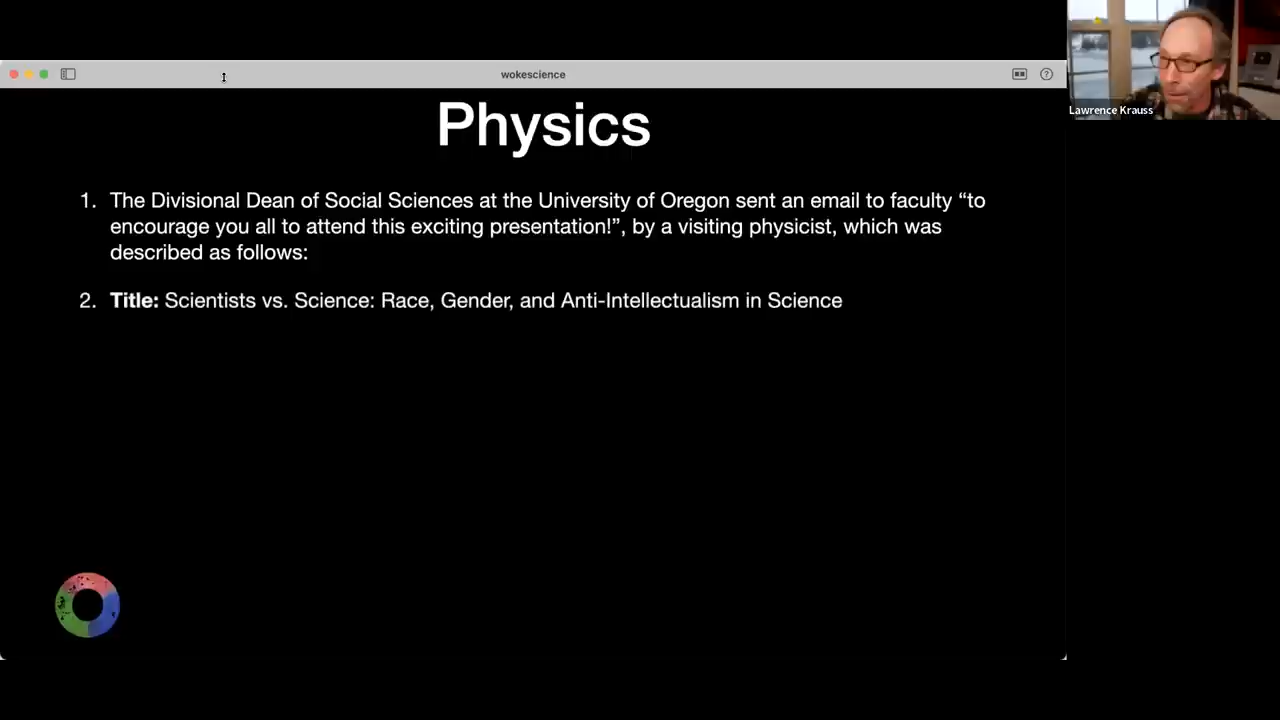 wokescience
Lawrence Krauss
Physics
1. The Divisional Dean of Social Sciences at the University of Oregon sent an email to faculty “to
encourage you all to attend this exciting presentation!”, by a visiting physicist, which was
described as follows:
2. Title: Scientists vs. Science: Race, Gender, and Anti-Intellectualism in Science